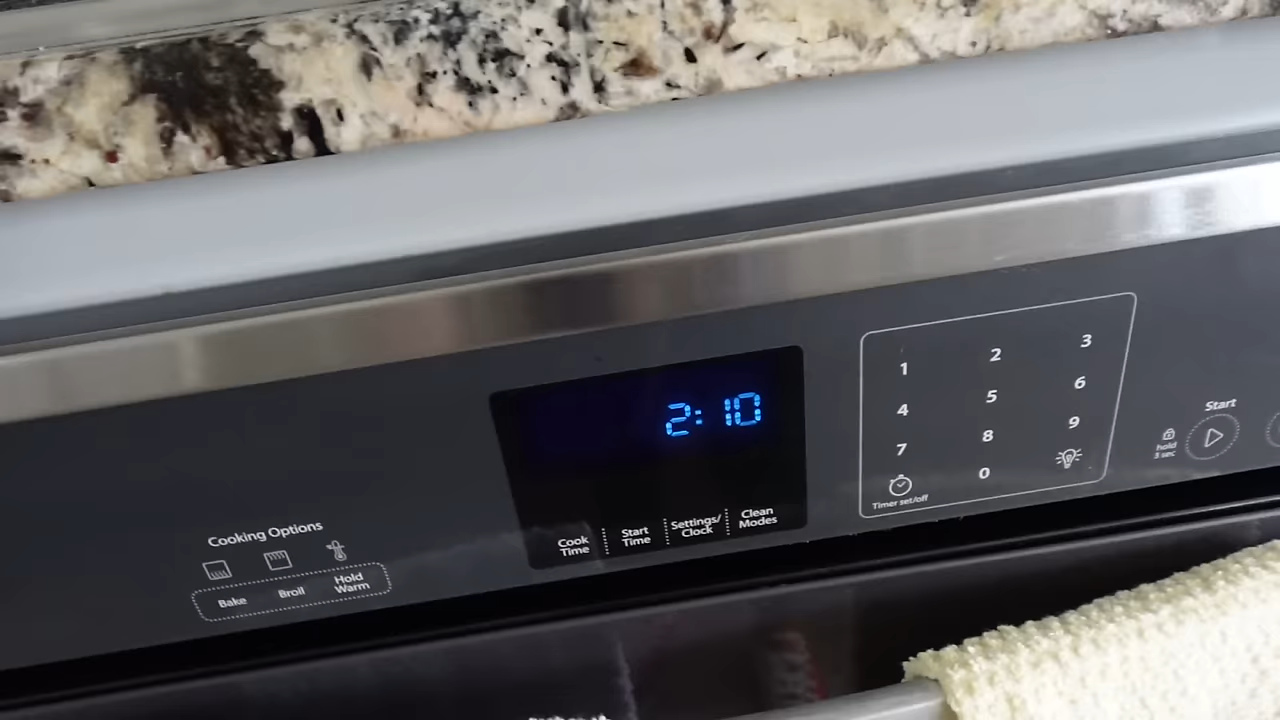 2:10
Cook Time
Start Time
Settings/ Clock
Clean Modes
Cooking Options
Bake
Broil
Hold Warm
1 2 3
4 5 6
7 8 9
0
Timer set/off
hold 3 sec
Start